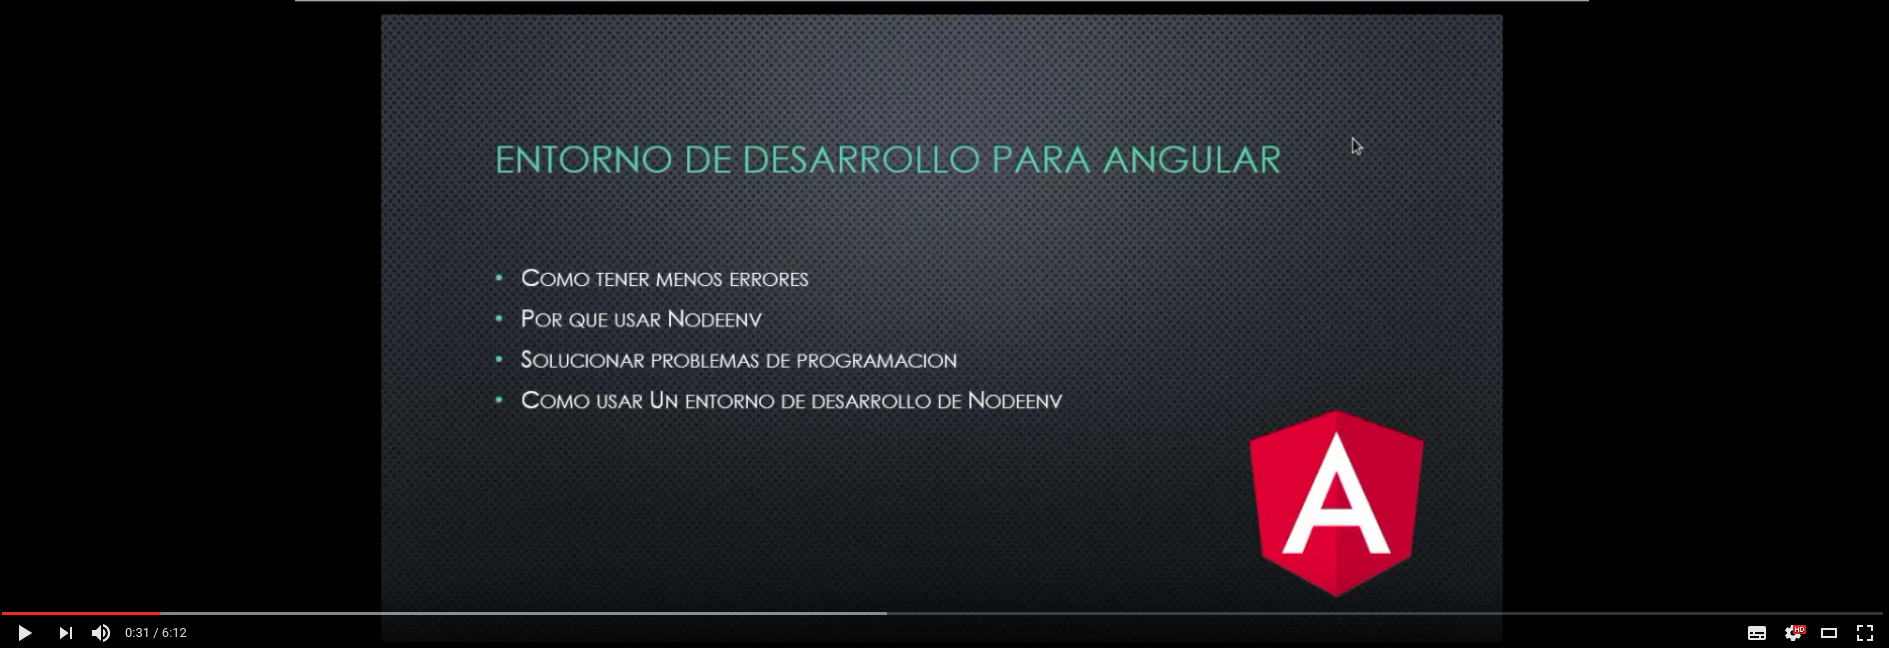 ENTORNO DE DESARROLLO PARA ANGULAR
• COMO TENER MENOS ERRORES
• POR QUE USAR NODEENV
• SOLUCIONAR PROBLEMAS DE PROGRAMACION
• COMO USAR UN ENTORNO DE DESARROLLO DE NODEENV
A
0:31 / 6:12
HD